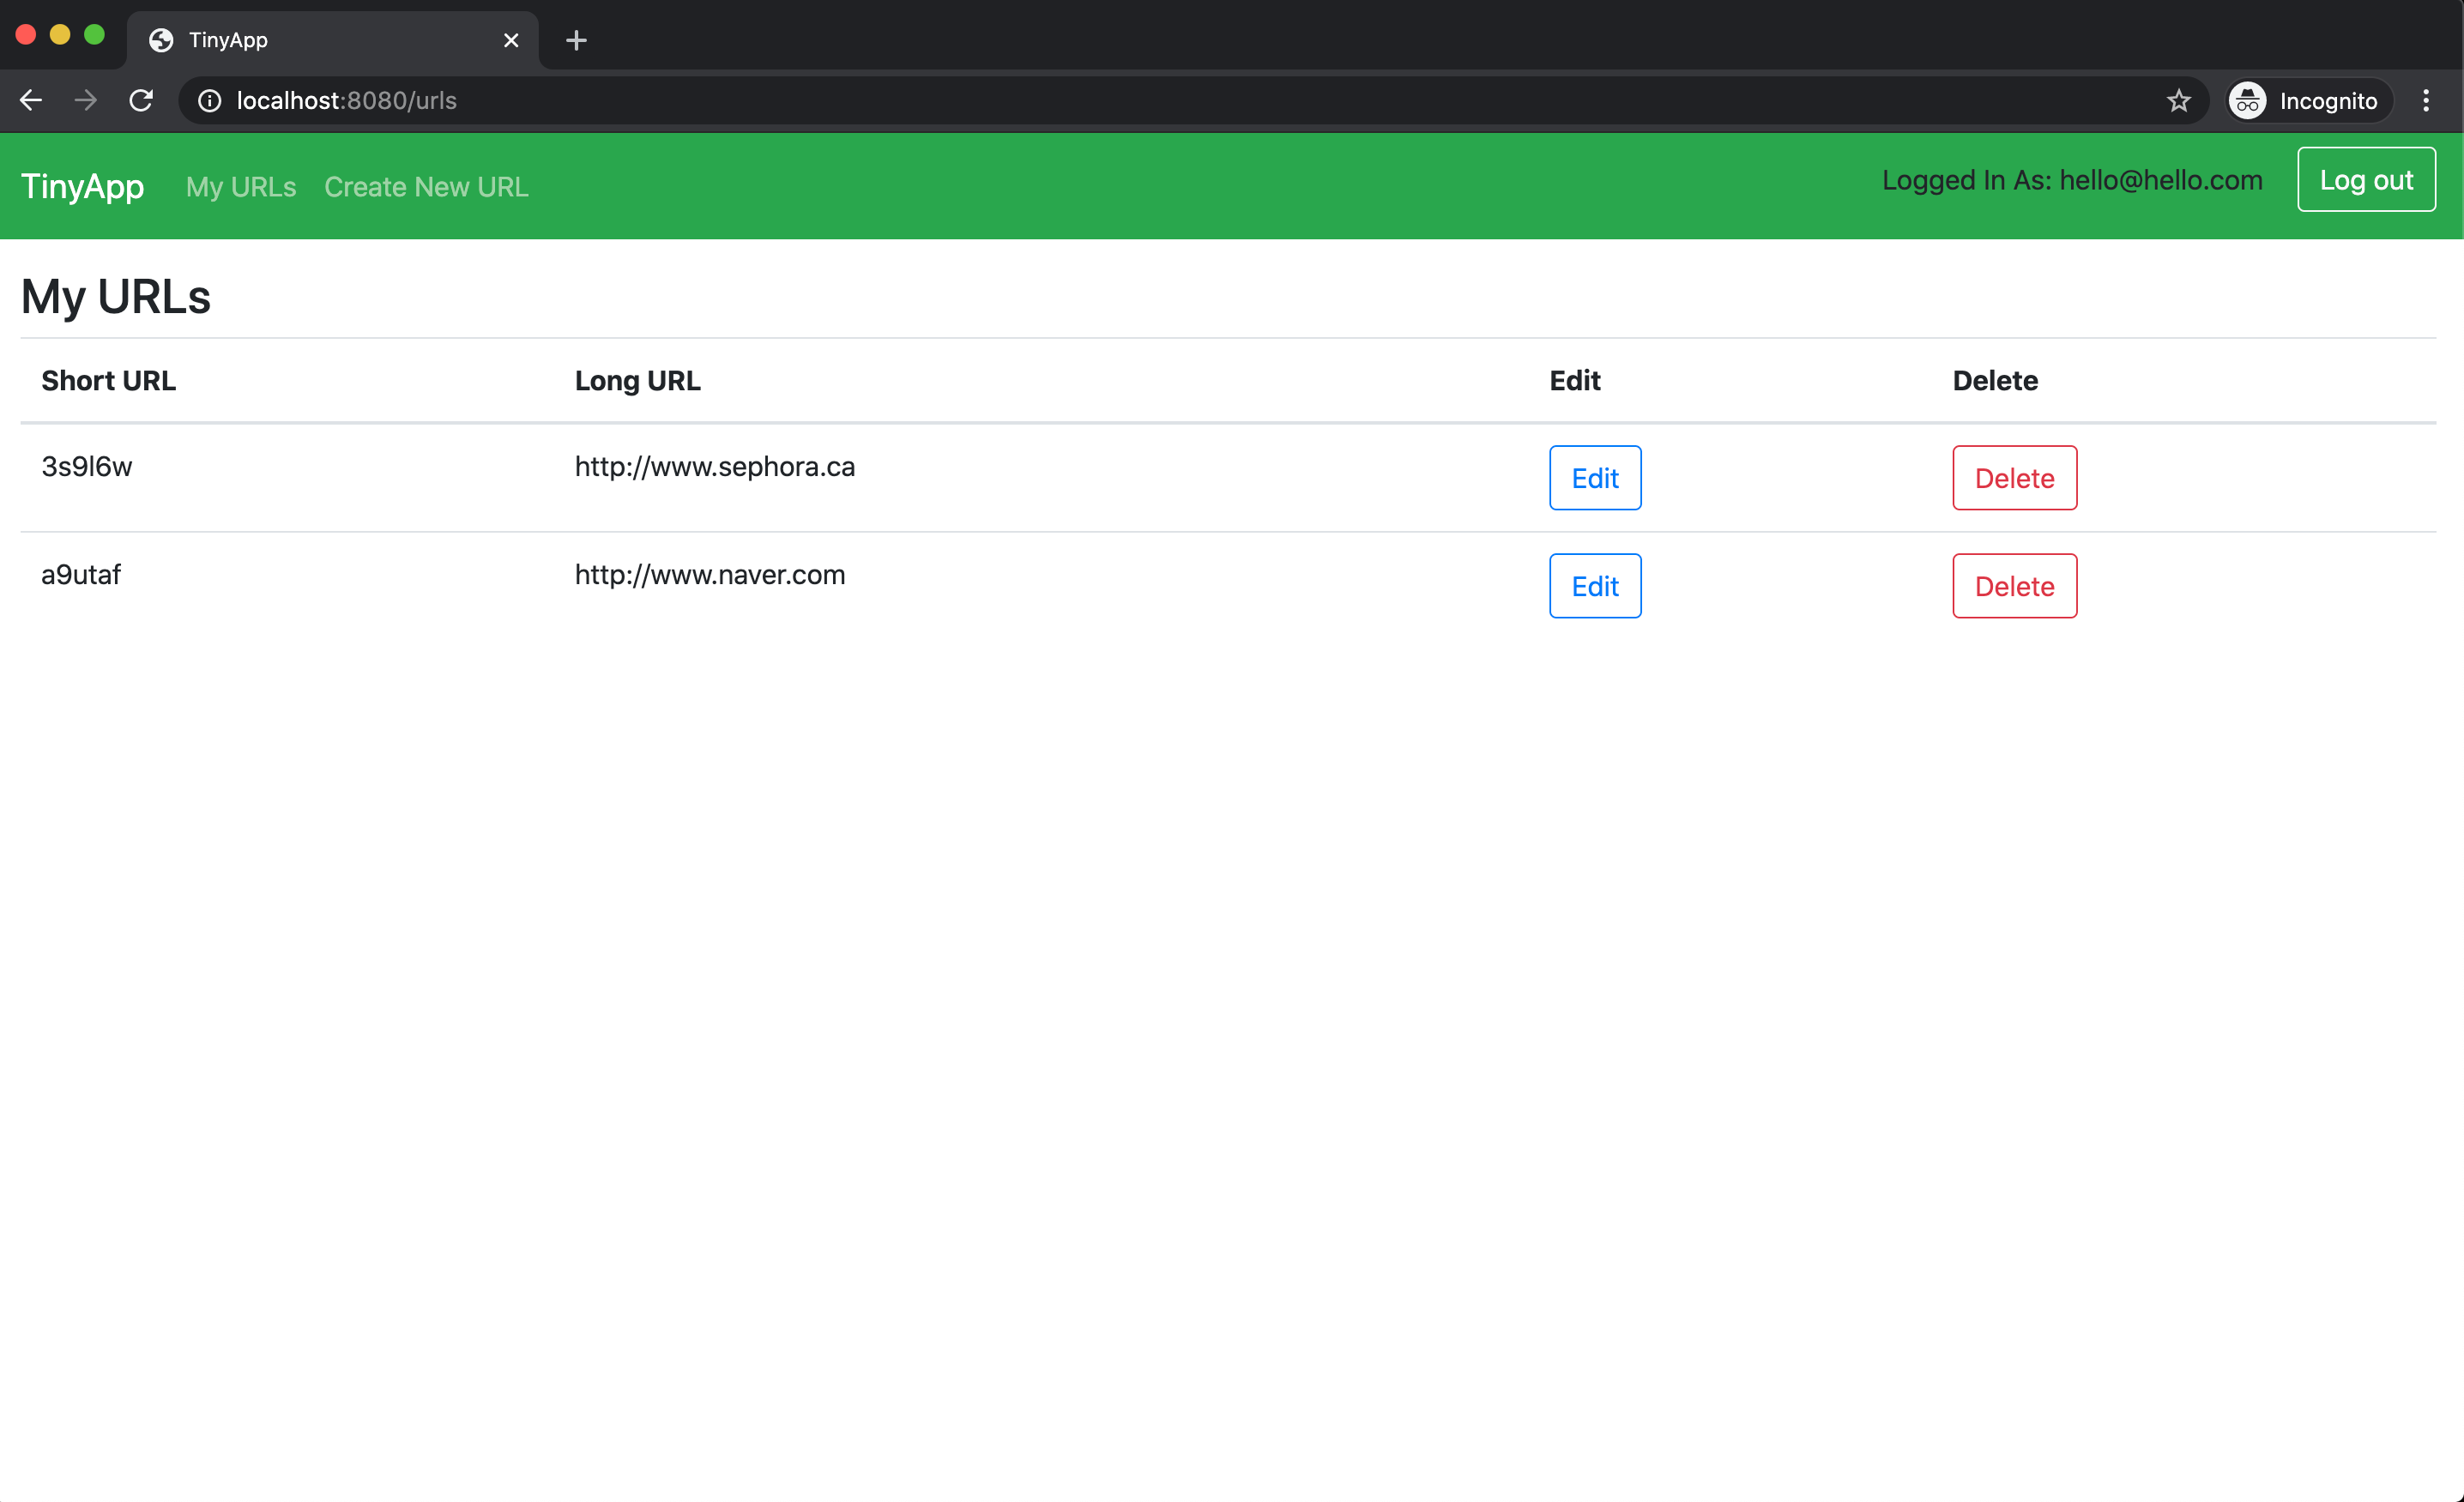 TinyApp
localhost:8080/urls
Incognito
TinyApp My URLs Create New URL Logged In As: hello@hello.com Log out
My URLs
Short URL Long URL Edit Delete
3s9l6w http://www.sephora.ca Edit Delete
a9utaf http://www.naver.com Edit Delete